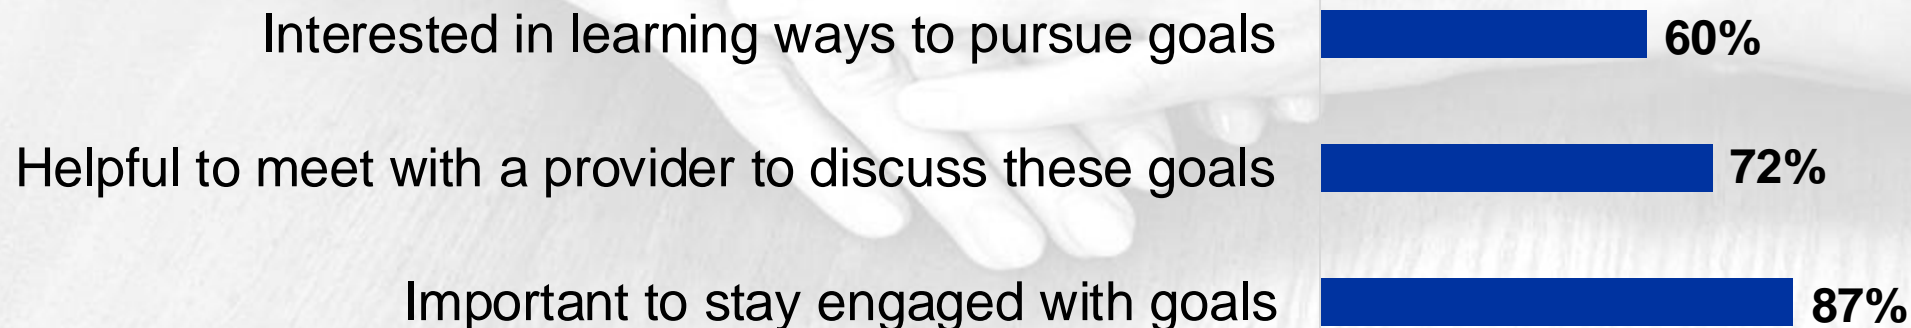 Interested in learning ways to pursue goals 60%
Helpful to meet with a provider to discuss these goals 72%
Important to stay engaged with goals 87%